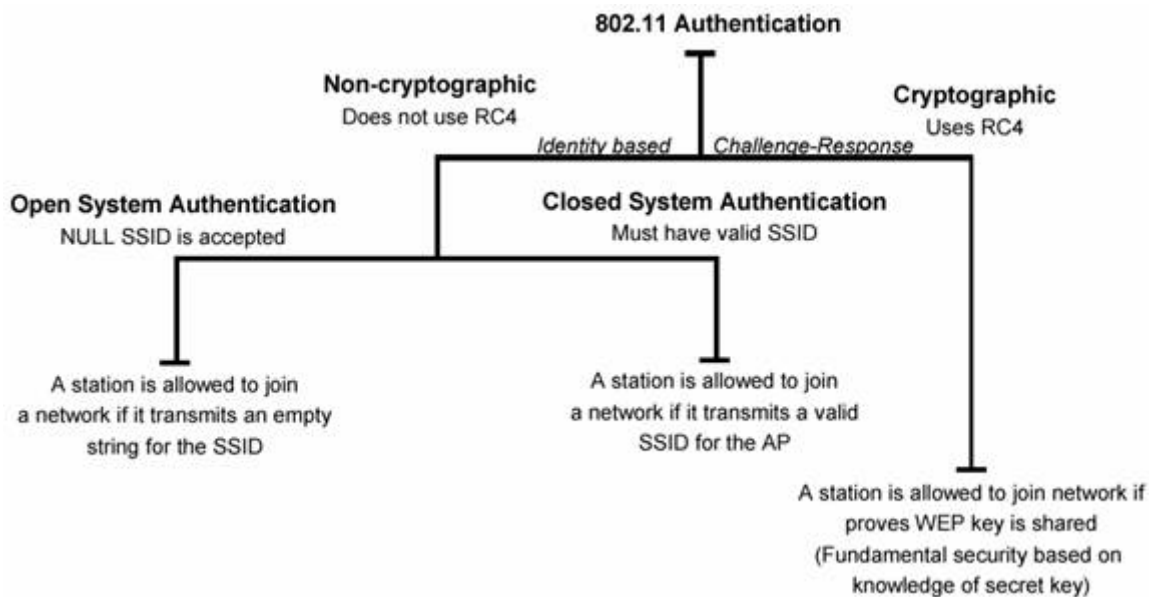 802.11 Authentication
Non-cryptographic
Does not use RC4
Cryptographic
Uses RC4
Identity based
Challenge-Response
Open System Authentication
NULL SSID is accepted
Closed System Authentication
Must have valid SSID
A station is allowed to join
a network if it transmits an empty
string for the SSID
A station is allowed to join
a network if it transmits a valid
SSID for the AP
A station is allowed to join network if
proves WEP key is shared
(Fundamental security based on
knowledge of secret key)